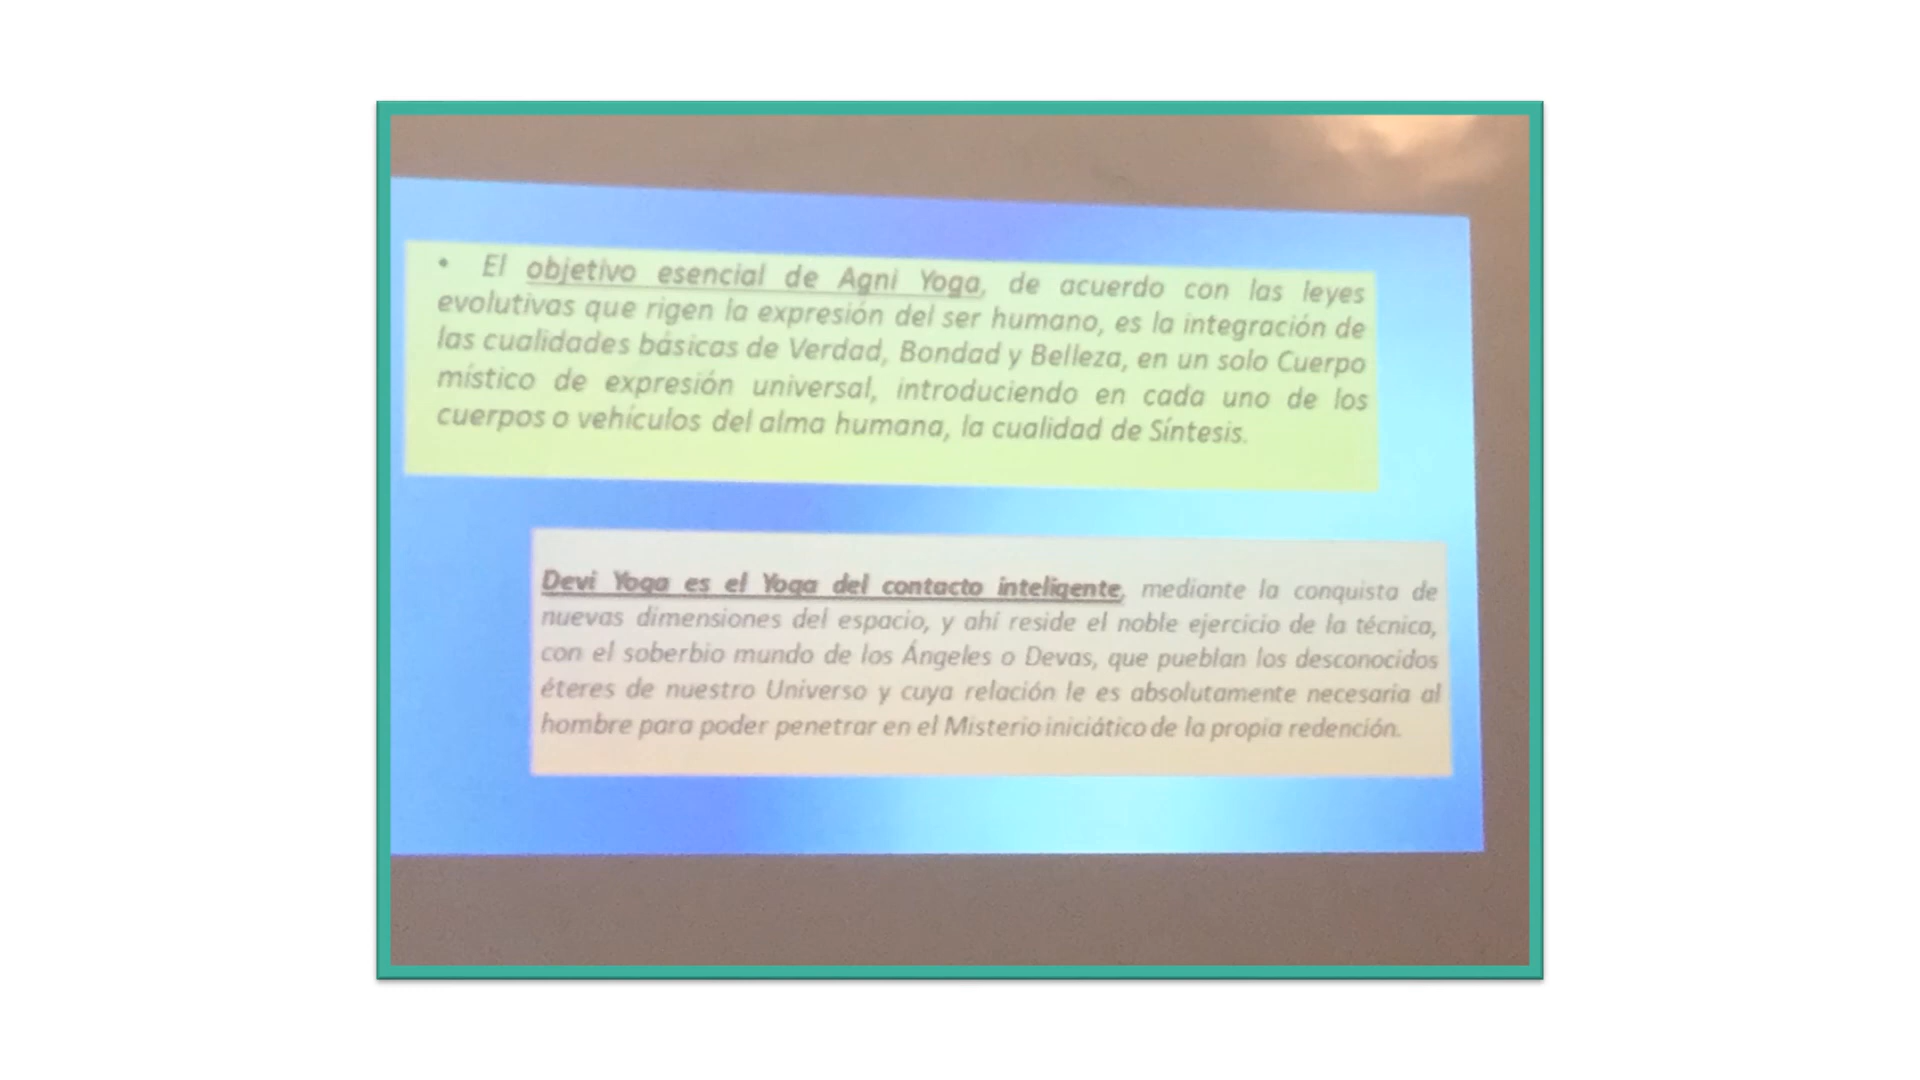 • El objetivo esencial de Agni Yoga, de acuerdo con las leyes
evolutivas que rigen la expresión del ser humano, es la integración de
las cualidades básicas de Verdad, Bondad y Belleza, en un solo Cuerpo
místico de expresión universal, introduciendo en cada uno de los
cuerpos o vehículos del alma humana, la cualidad de Síntesis.
Devi Yoga es el Yoga del contacto inteligente, mediante la conquista de
nuevas dimensiones del espacio, y ahí reside el noble ejercicio de la técnica,
con el soberbio mundo de los Ángeles o Devas, que pueblan los desconocidos
éteres de nuestro Universo y cuya relación le es absolutamente necesaria al
hombre para poder penetrar en el Misterio iniciático de la propia redención.